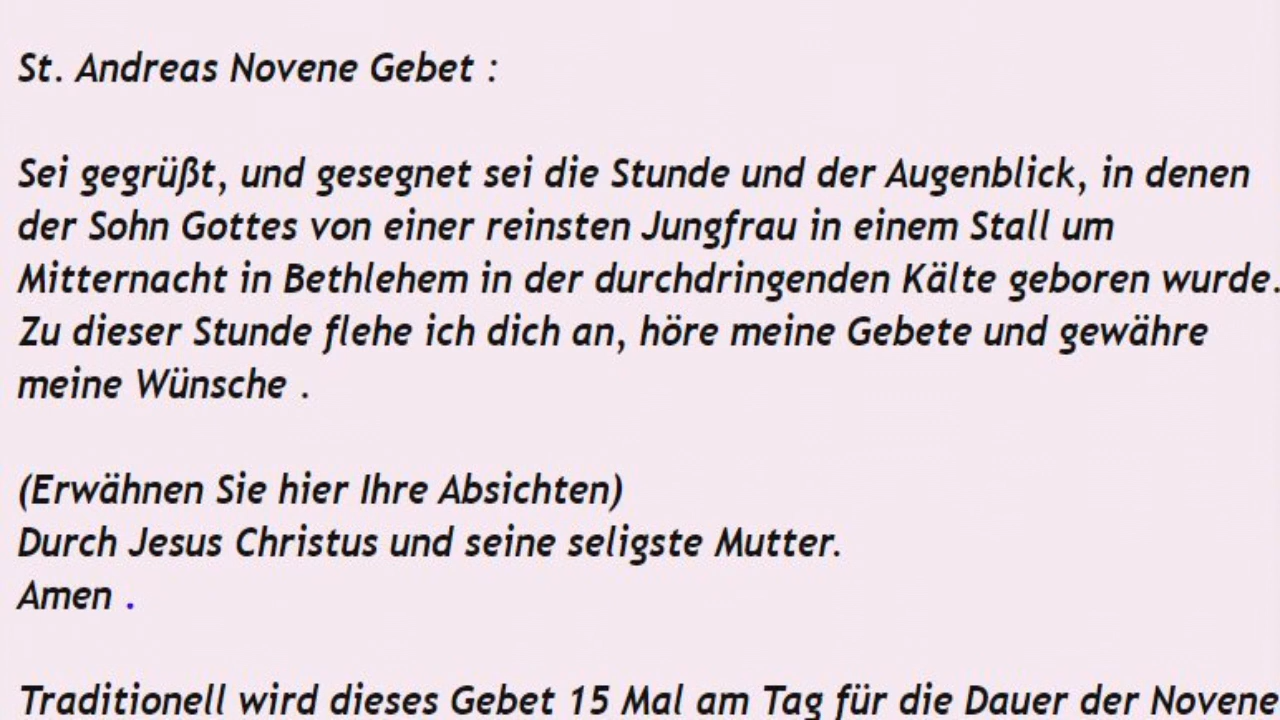 St. Andreas Novene Gebet :
Sei gegrüßt, und gesegnet sei die Stunde und der Augenblick, in denen
der Sohn Gottes von einer reinsten Jungfrau in einem Stall um
Mitternacht in Bethlehem in der durchdringenden Kälte geboren wurde.
Zu dieser Stunde flehe ich dich an, höre meine Gebete und gewähre
meine Wünsche .
(Erwähnen Sie hier Ihre Absichten)
Durch Jesus Christus und seine seligste Mutter.
Amen .
Traditionell wird dieses Gebet 15 Mal am Tag für die Dauer der Novene